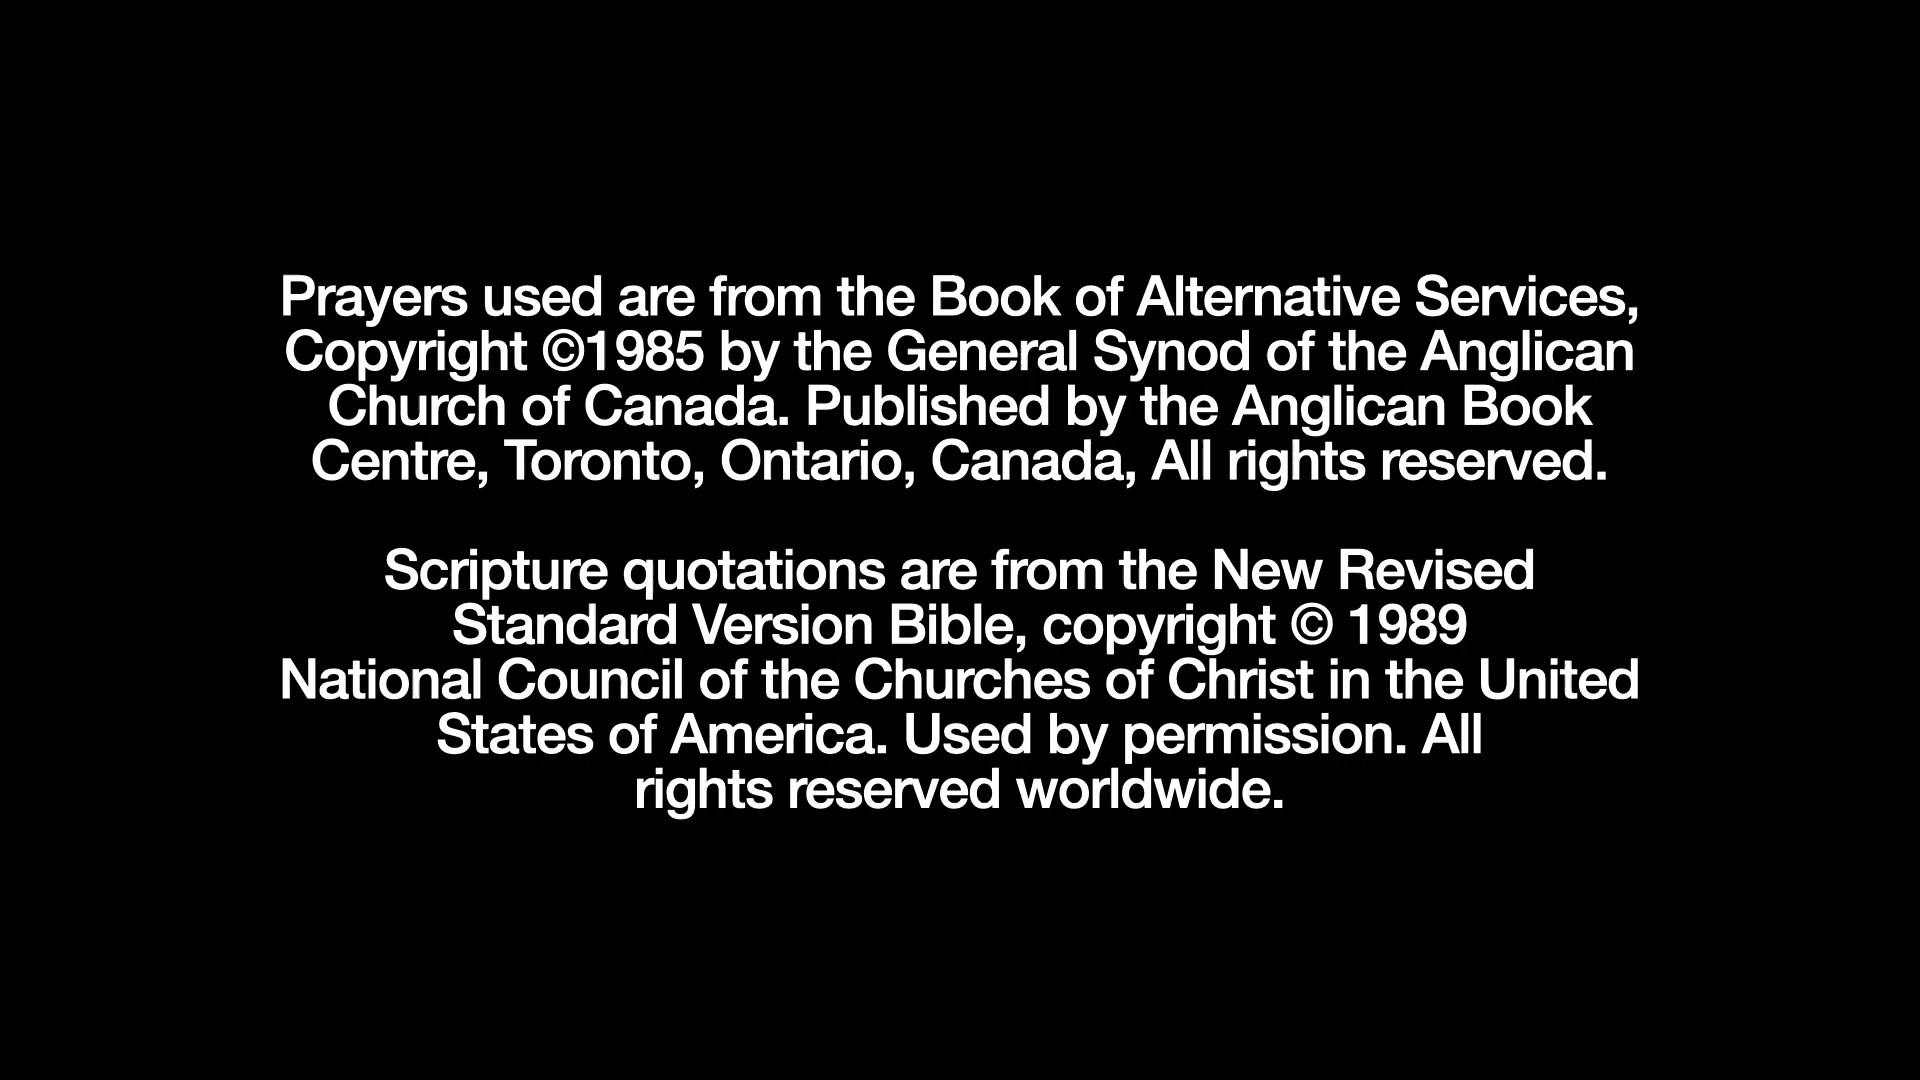 Prayers used are from the Book of Alternative Services,
Copyright ©1985 by the General Synod of the Anglican
Church of Canada. Published by the Anglican Book
Centre, Toronto, Ontario, Canada, All rights reserved.
Scripture quotations are from the New Revised
Standard Version Bible, copyright © 1989
National Council of the Churches of Christ in the United
States of America. Used by permission. All
rights reserved worldwide.